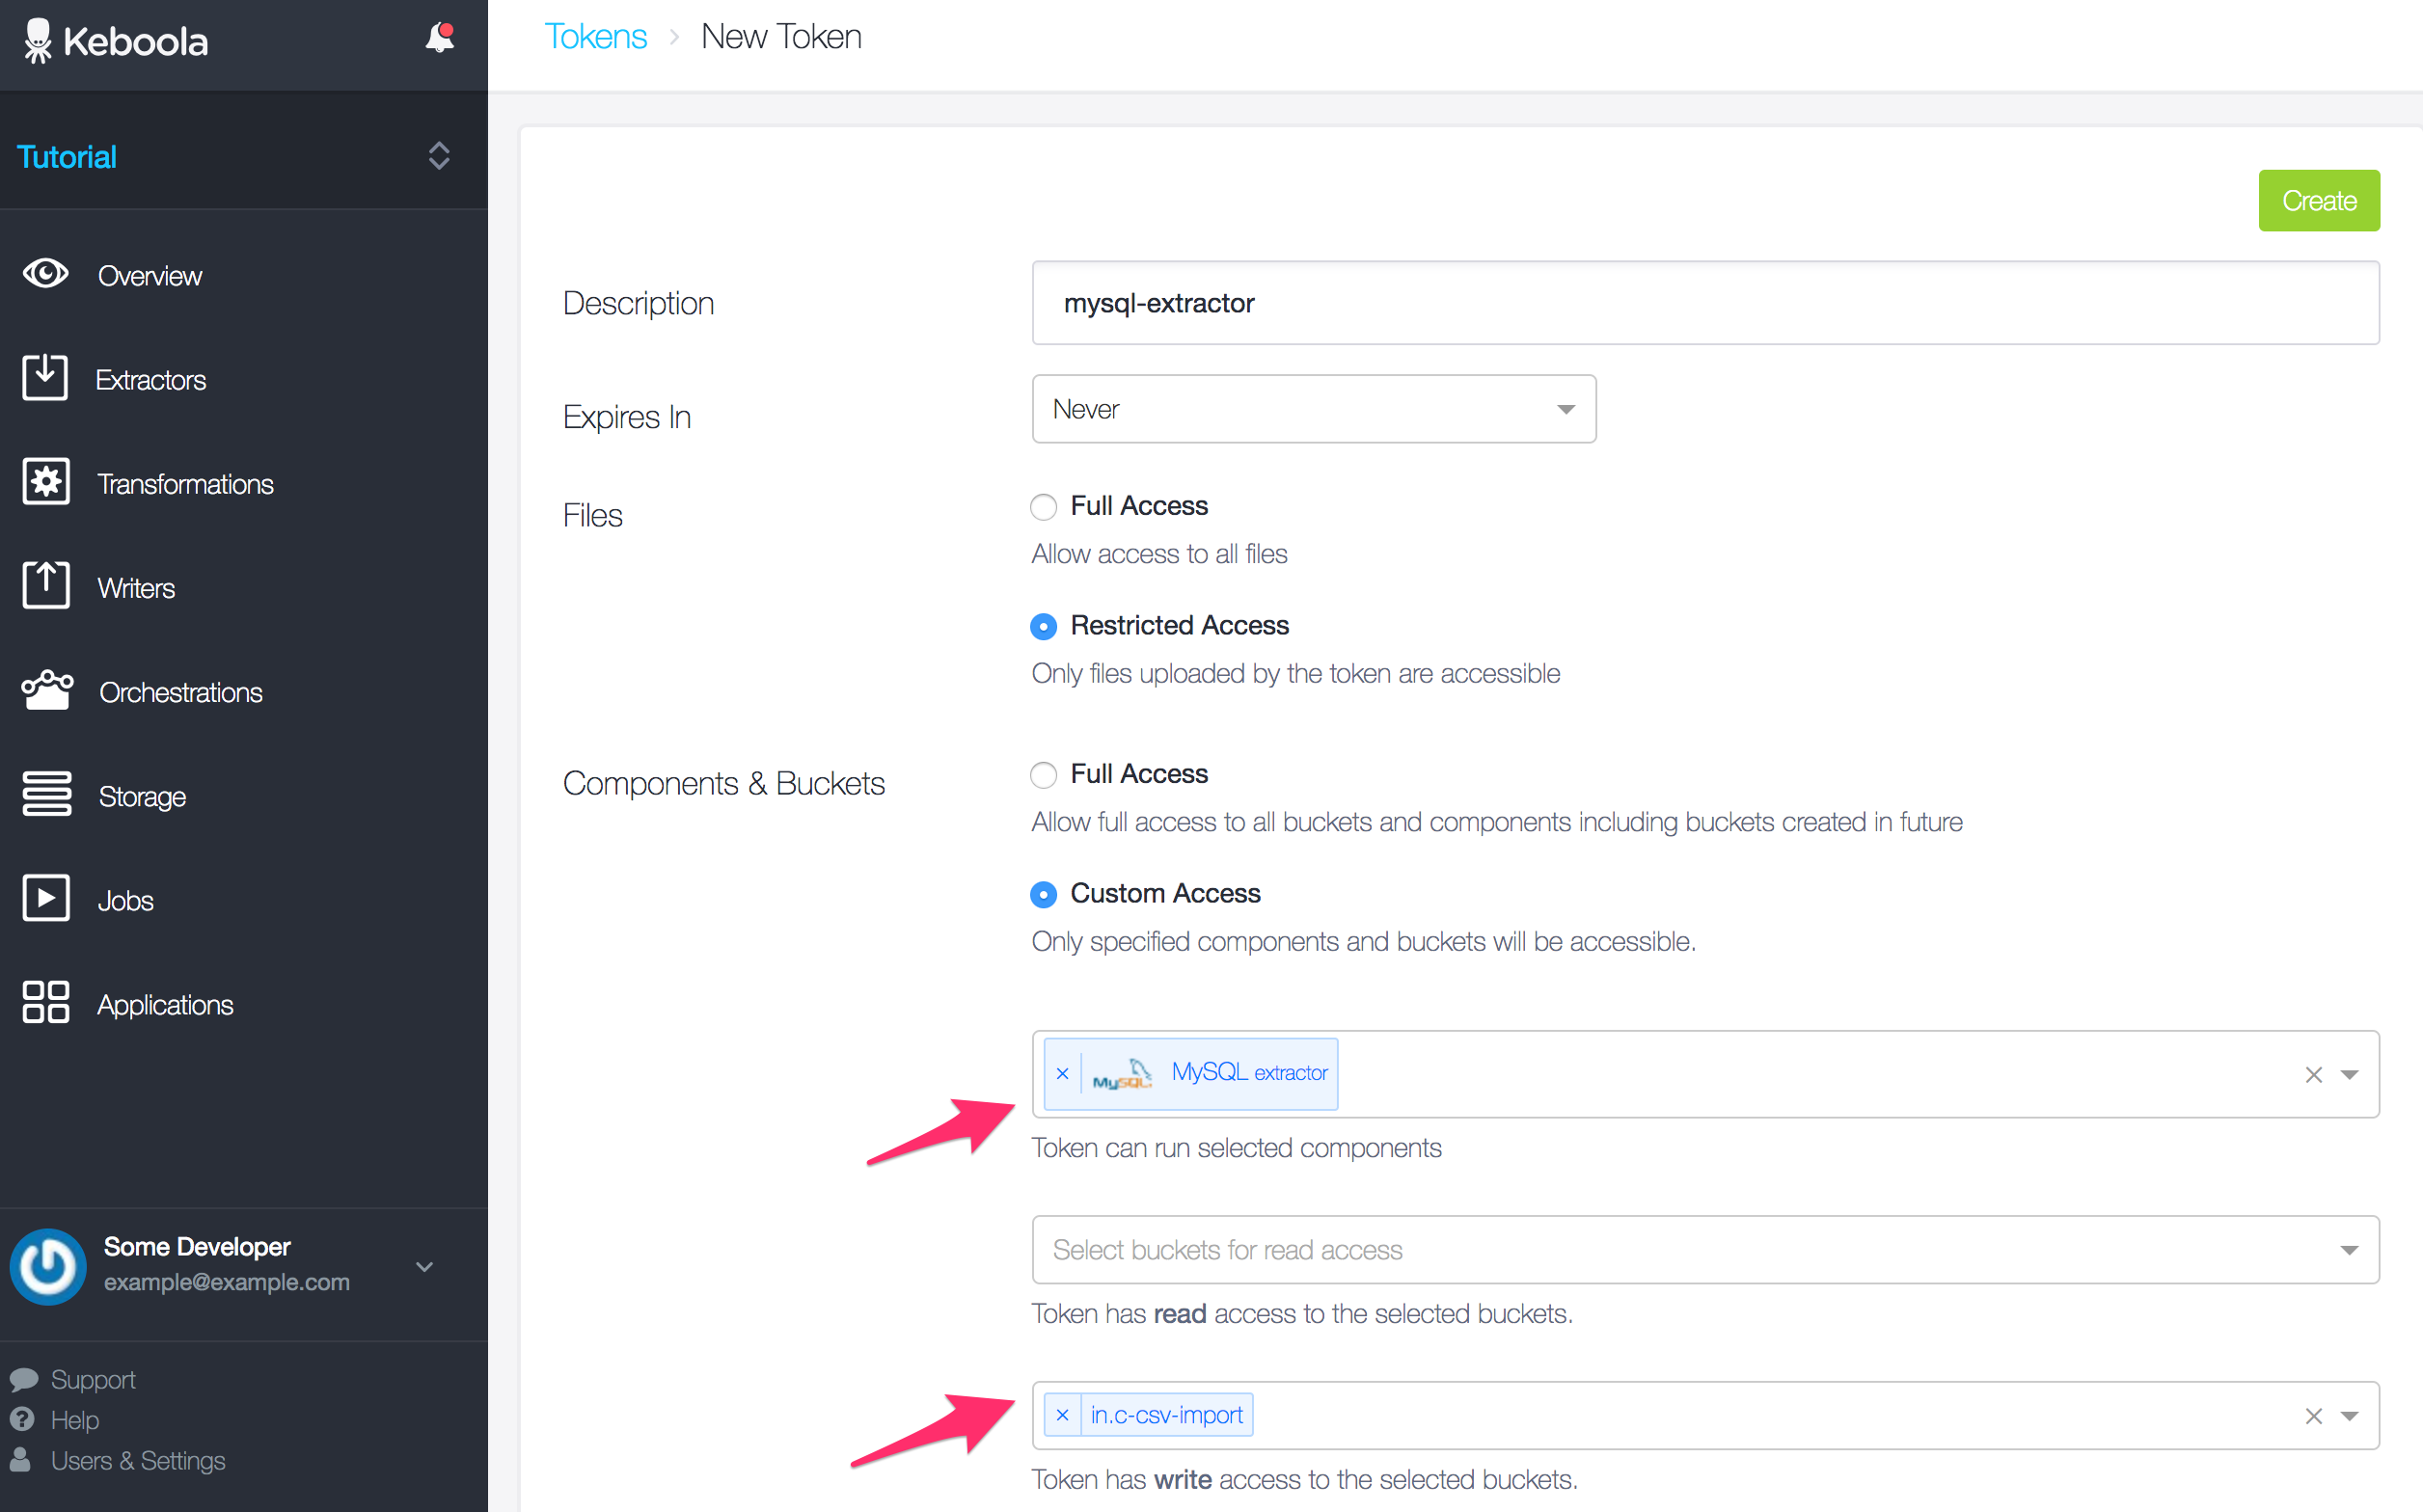 Keboola
Tutorial
Overview
Extractors
Transformations
Writers
Orchestrations
Storage
Jobs
Applications
Some Developer
example@example.com
Support
Help
Users & Settings
Tokens > New Token
Create
Description
mysql-extractor
Expires In
Never
Files
Full Access
Allow access to all files
Restricted Access
Only files uploaded by the token are accessible
Components & Buckets
Full Access
Allow full access to all buckets and components including buckets created in future
Custom Access
Only specified components and buckets will be accessible.
× MySQL MySQL extractor ×
Token can run selected components
Select buckets for read access
Token has read access to the selected buckets.
× in.c-csv-import ×
Token has write access to the selected buckets.